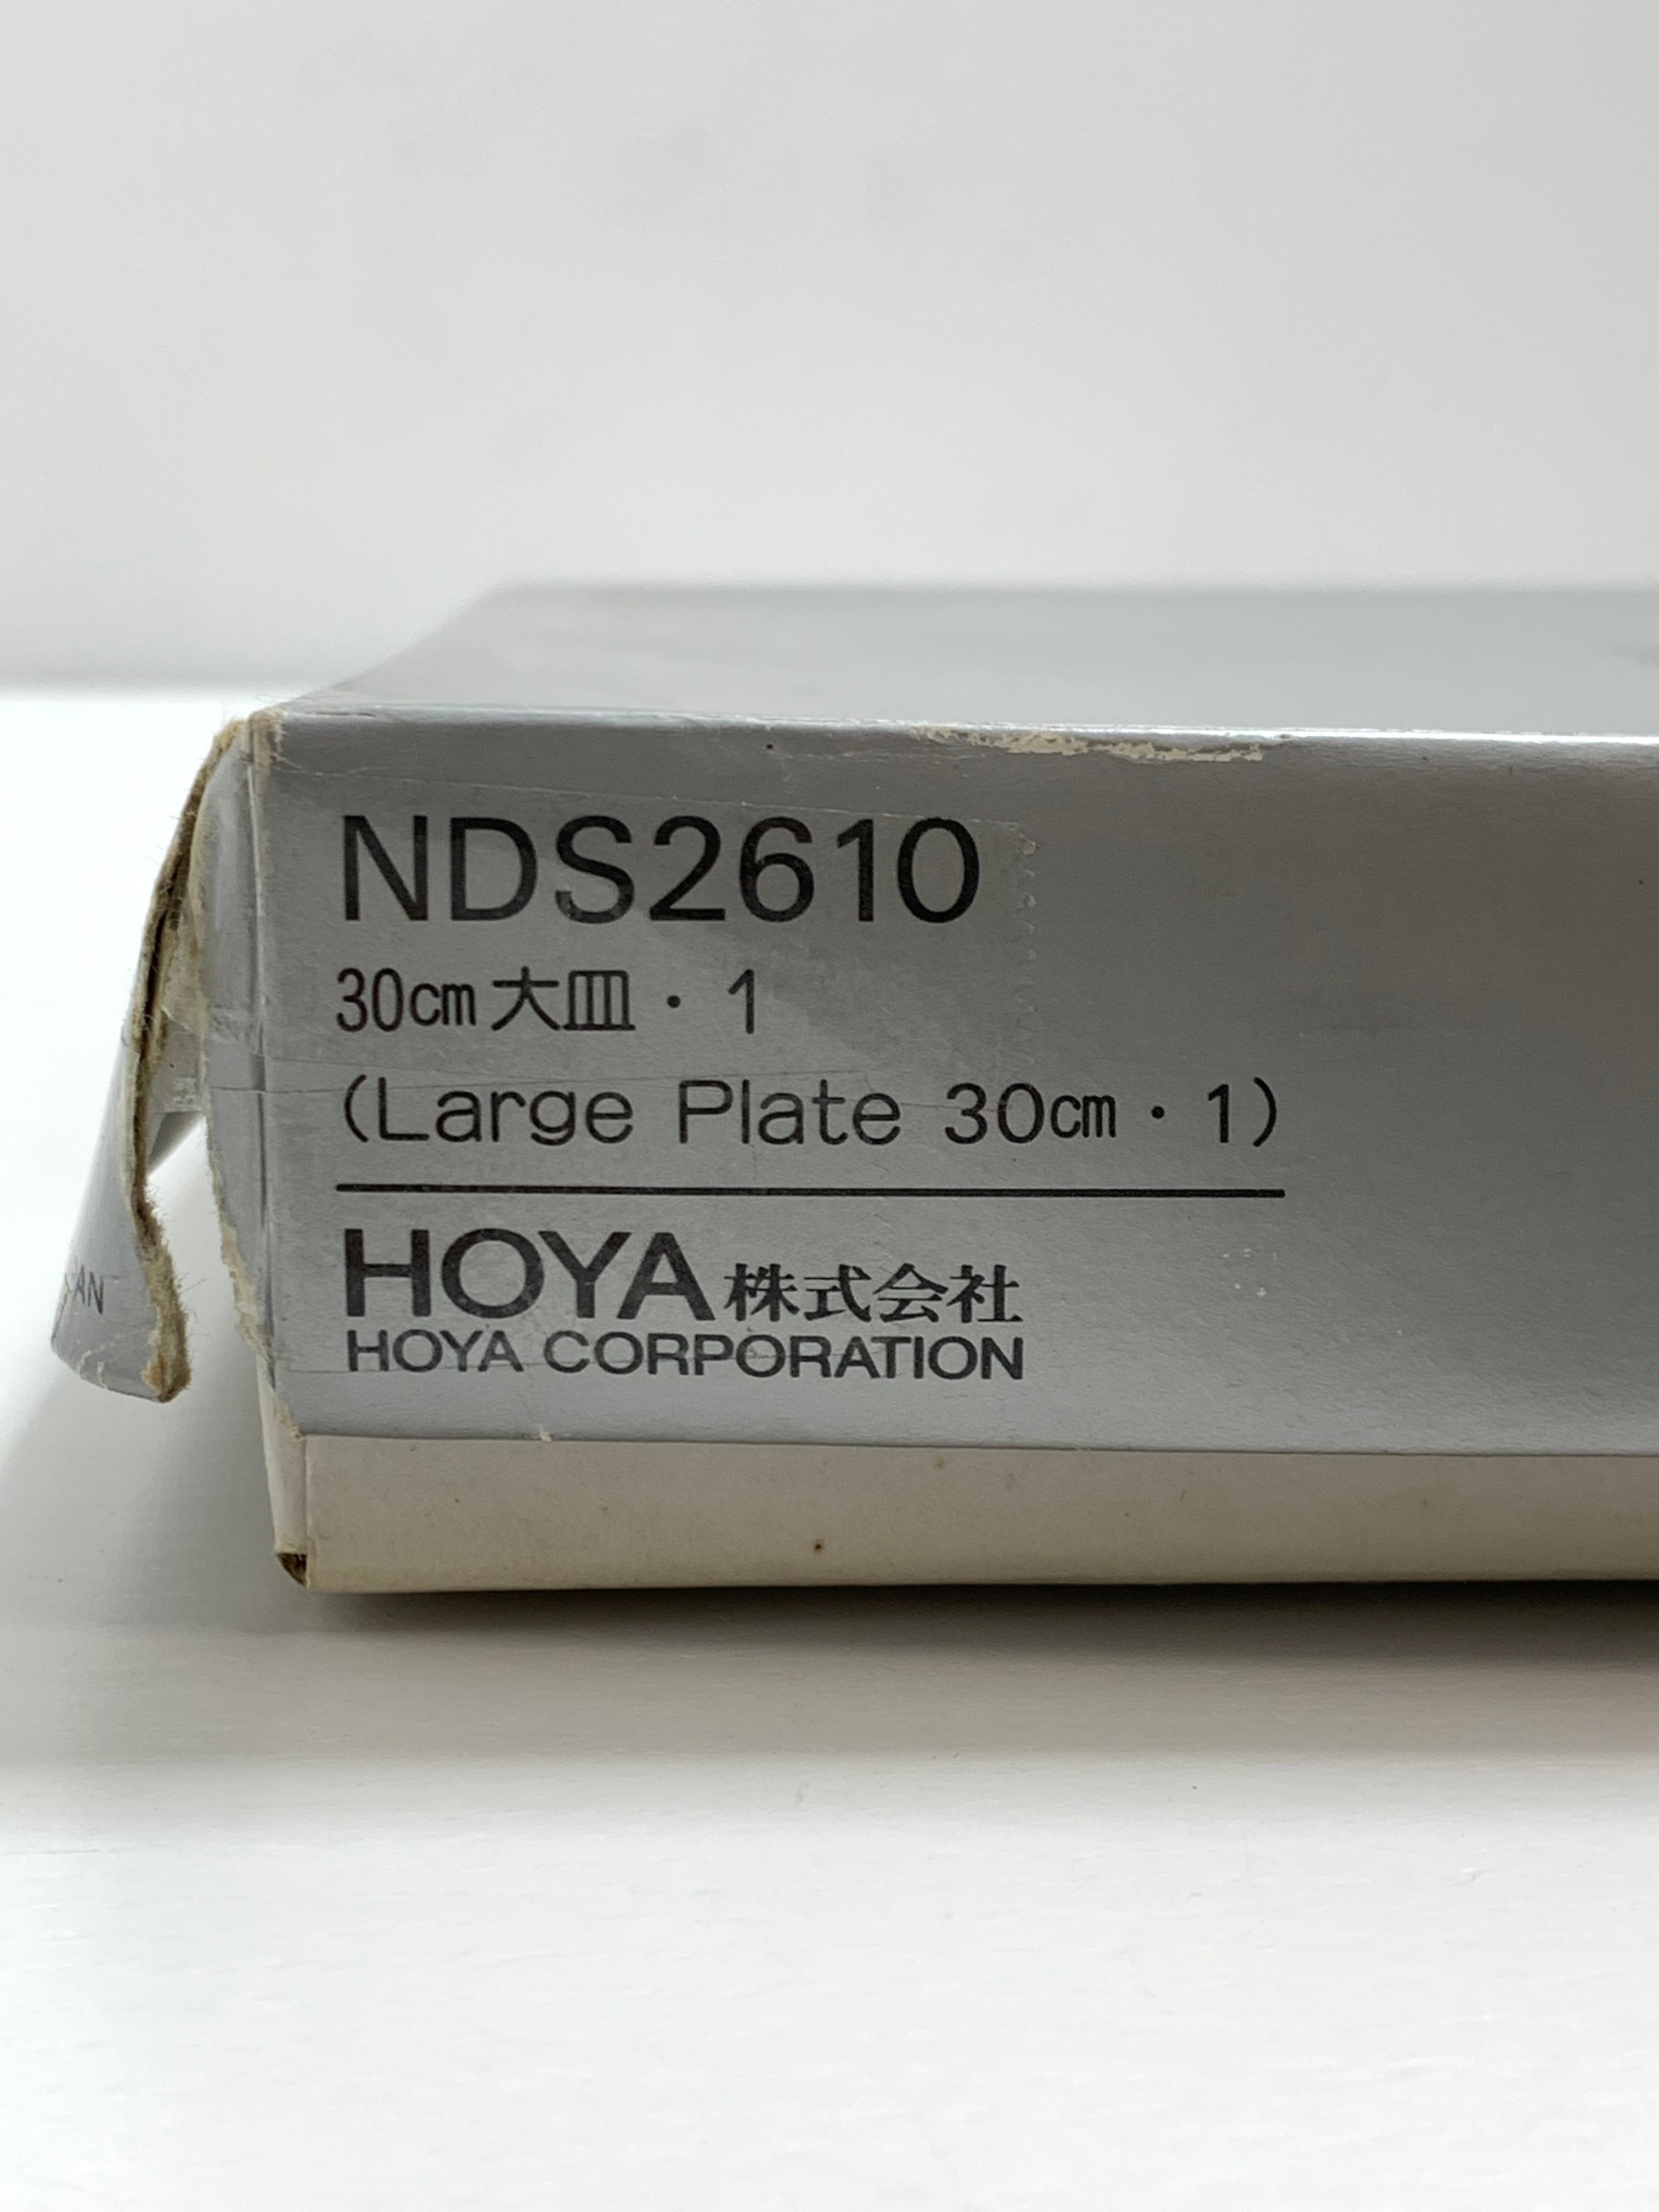 NDS2610
30cm大皿・1
(Large Plate 30cm・1)
HOYA株式会社
HOYA CORPORATION